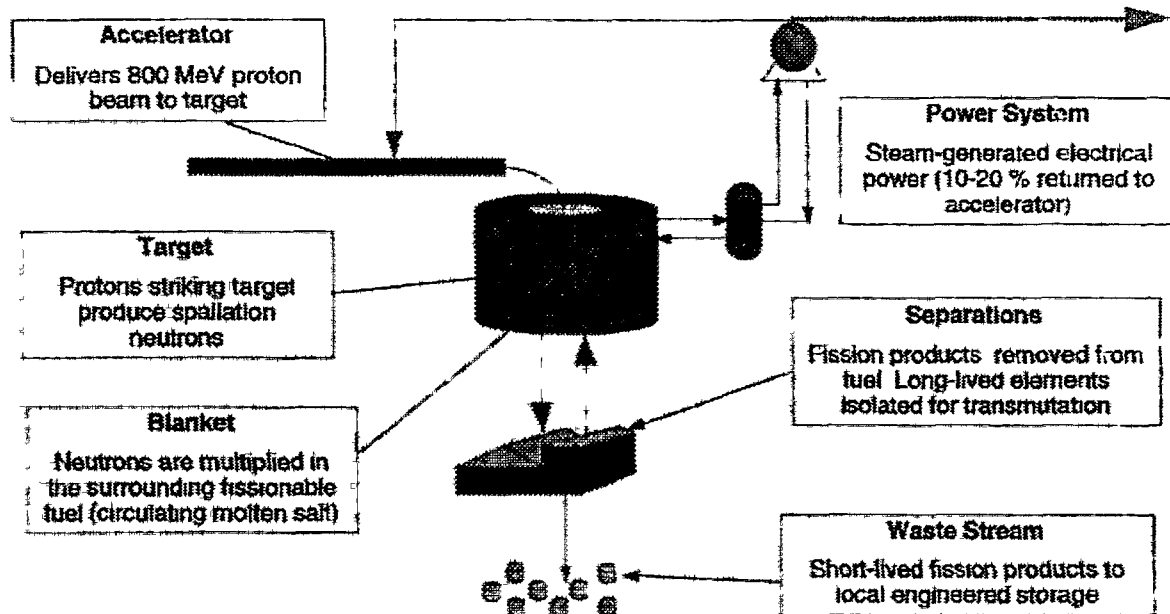 Accelerator
Delivers 800 MeV proton
beam to target
Power System
Steam-generated electrical
power (10-20 % returned to
accelerator)
Target
Protons striking target
produce spallation
neutrons
Separations
Fission products removed from
fuel Long-lived elements
isolated for transmutation
Blanket
Neutrons are multiplied in
the surrounding fissionable
fuel (circulating molten salt)
Waste Stream
Short-lived fission products to
local engineered storage